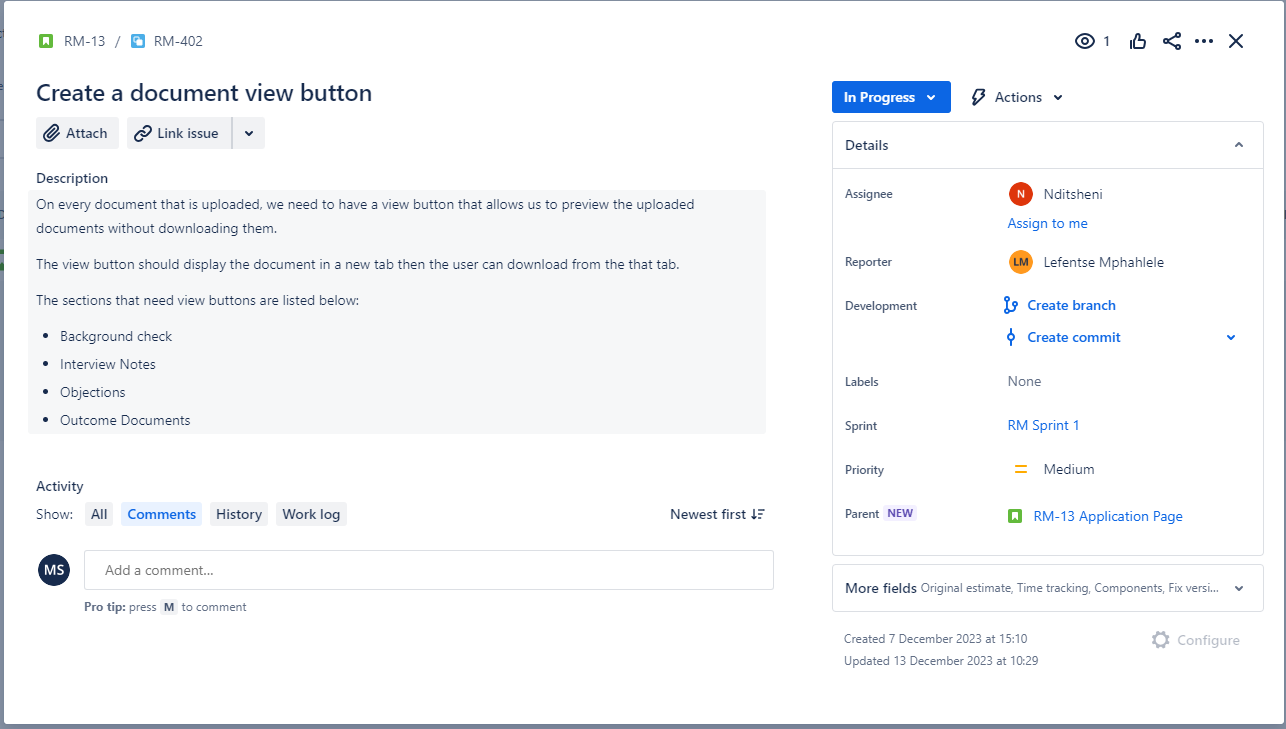 RM-13 / RM-402
1
Create a document view button
Attach
Link issue
Description
On every document that is uploaded, we need to have a view button that allows us to preview the uploaded
documents without downloading them.
The view button should display the document in a new tab then the user can download from the that tab.
The sections that need view buttons are listed below:
• Background check
• Interview Notes
• Objections
• Outcome Documents
Activity
Show: All Comments History Work log
Newest first
MS
Add a comment...
Pro tip: press M to comment
In Progress
Actions
Details
Assignee
N Nditsheni
Assign to me
Reporter
LM Lefentse Mphahlele
Development
Create branch
Create commit
Labels
None
Sprint
RM Sprint 1
Priority
Medium
Parent NEW
RM-13 Application Page
More fields Original estimate, Time tracking, Components, Fix versi...
Created 7 December 2023 at 15:10
Updated 13 December 2023 at 10:29
Configure